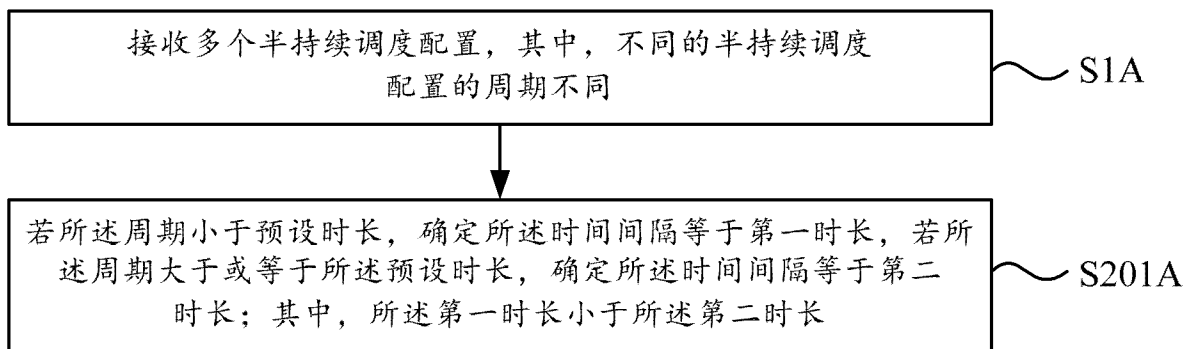 接收多个半持续调度配置，其中，不同的半持续调度
配置的周期不同
S1A
若所述周期小于预设时长，确定所述时间间隔等于第一时长，若所
述周期大于或等于所述预设时长，确定所述时间间隔等于第二
时长；其中，所述第一时长小于所述第二时长
S201A